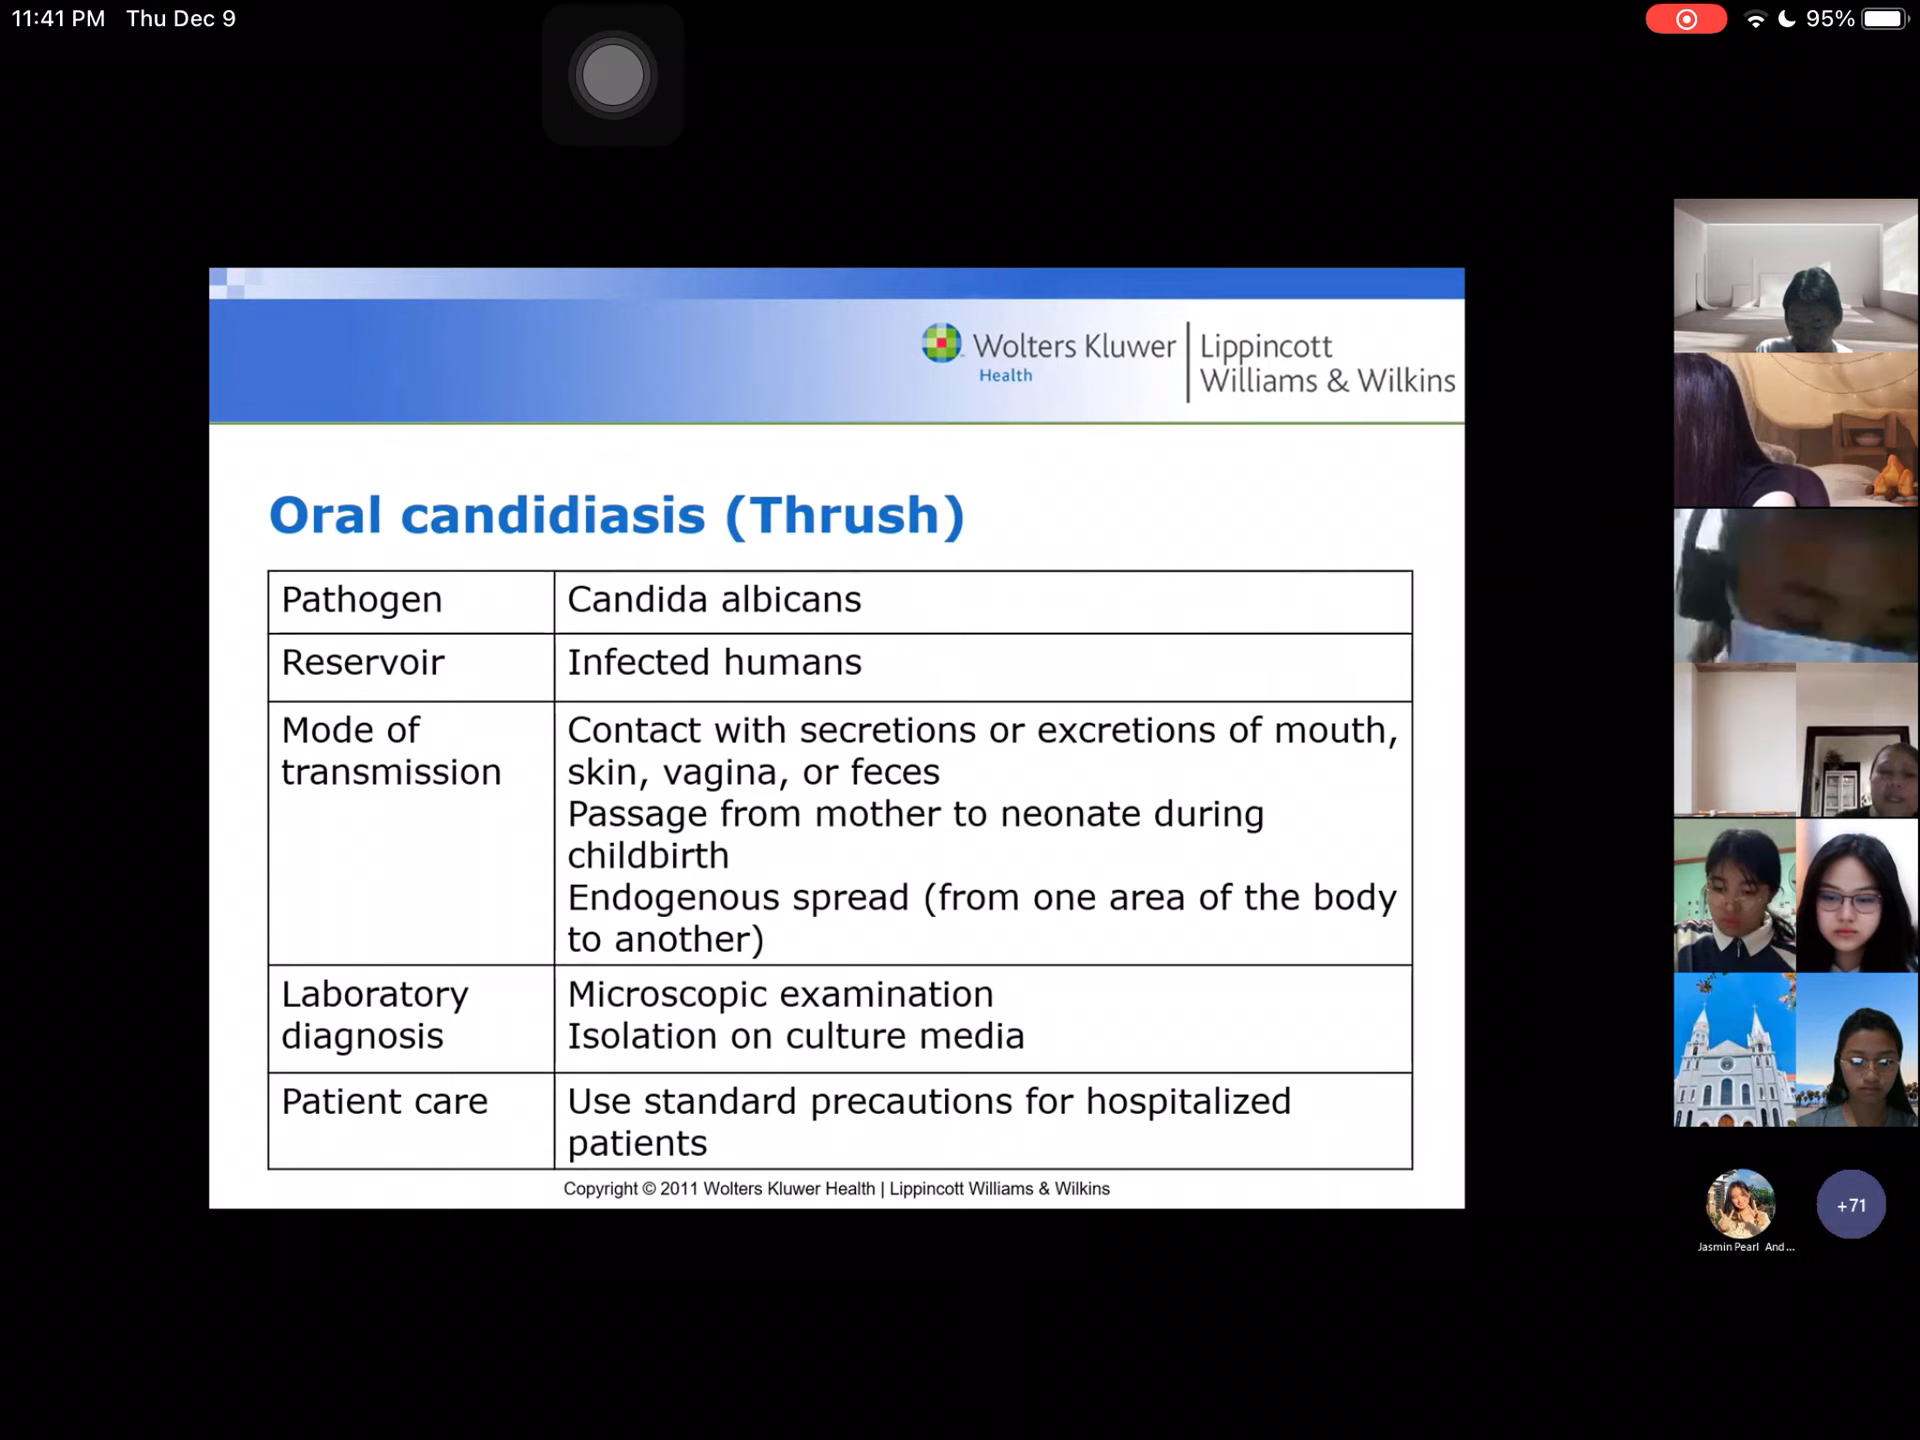 11:41 PM Thu Dec 9
95%
Wolters Kluwer
Health
Lippincott
Williams & Wilkins
Oral candidiasis (Thrush)
Pathogen
Candida albicans
Reservoir
Infected humans
Mode of
transmission
Contact with secretions or excretions of mouth,
skin, vagina, or feces
Passage from mother to neonate during
childbirth
Endogenous spread (from one area of the body
to another)
Laboratory
diagnosis
Microscopic examination
Isolation on culture media
Patient care
Use standard precautions for hospitalized
patients
Copyright © 2011 Wolters Kluwer Health | Lippincott Williams & Wilkins
Jasmin Pearl And...
+71